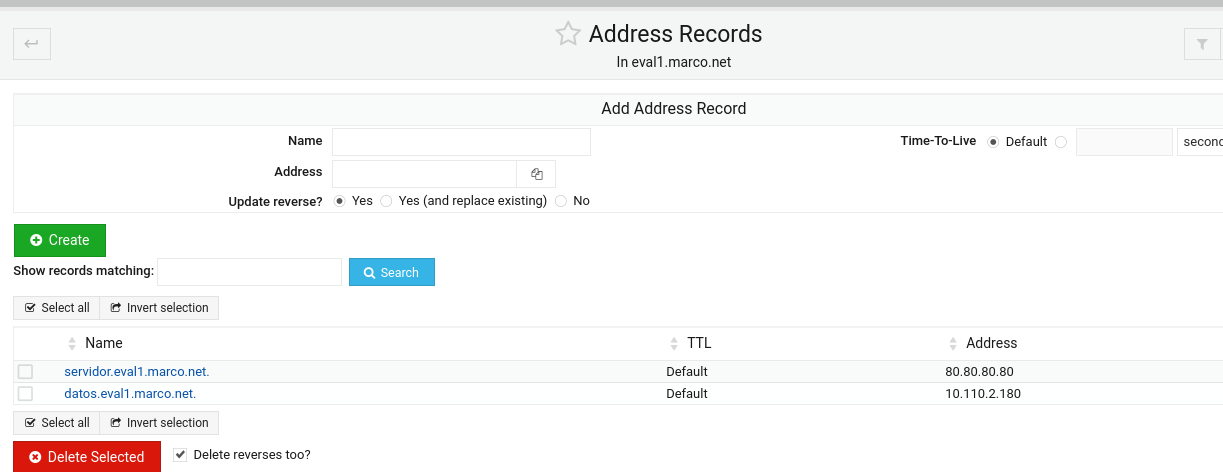 Address Records
In eval1.marco.net
Add Address Record
Name Time-To-Live Default
Address
Update reverse? Yes Yes (and replace existing) No
Create
Show records matching: Search
Select all Invert selection
Name TTL Address
servidor.eval1.marco.net. Default 80.80.80.80
datos.eval1.marco.net. Default 10.110.2.180
Select all Invert selection
Delete Selected Delete reverses too?